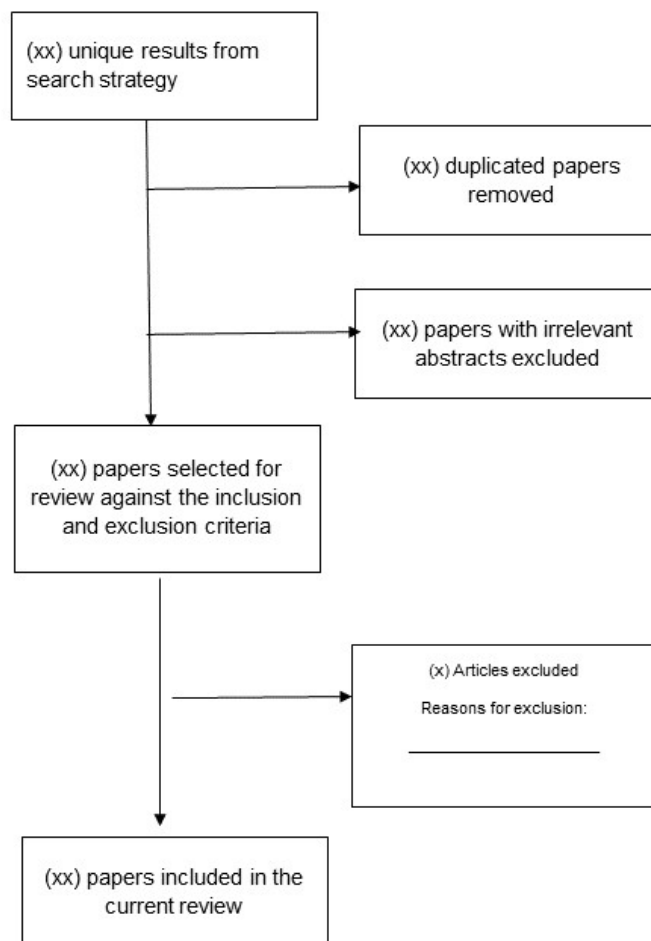 (xx) unique results from
search strategy
(xx) duplicated papers
removed
(xx) papers with irrelevant
abstracts excluded
(xx) papers selected for
review against the inclusion
and exclusion criteria
(x) Articles excluded
Reasons for exclusion:
(xx) papers included in the
current review